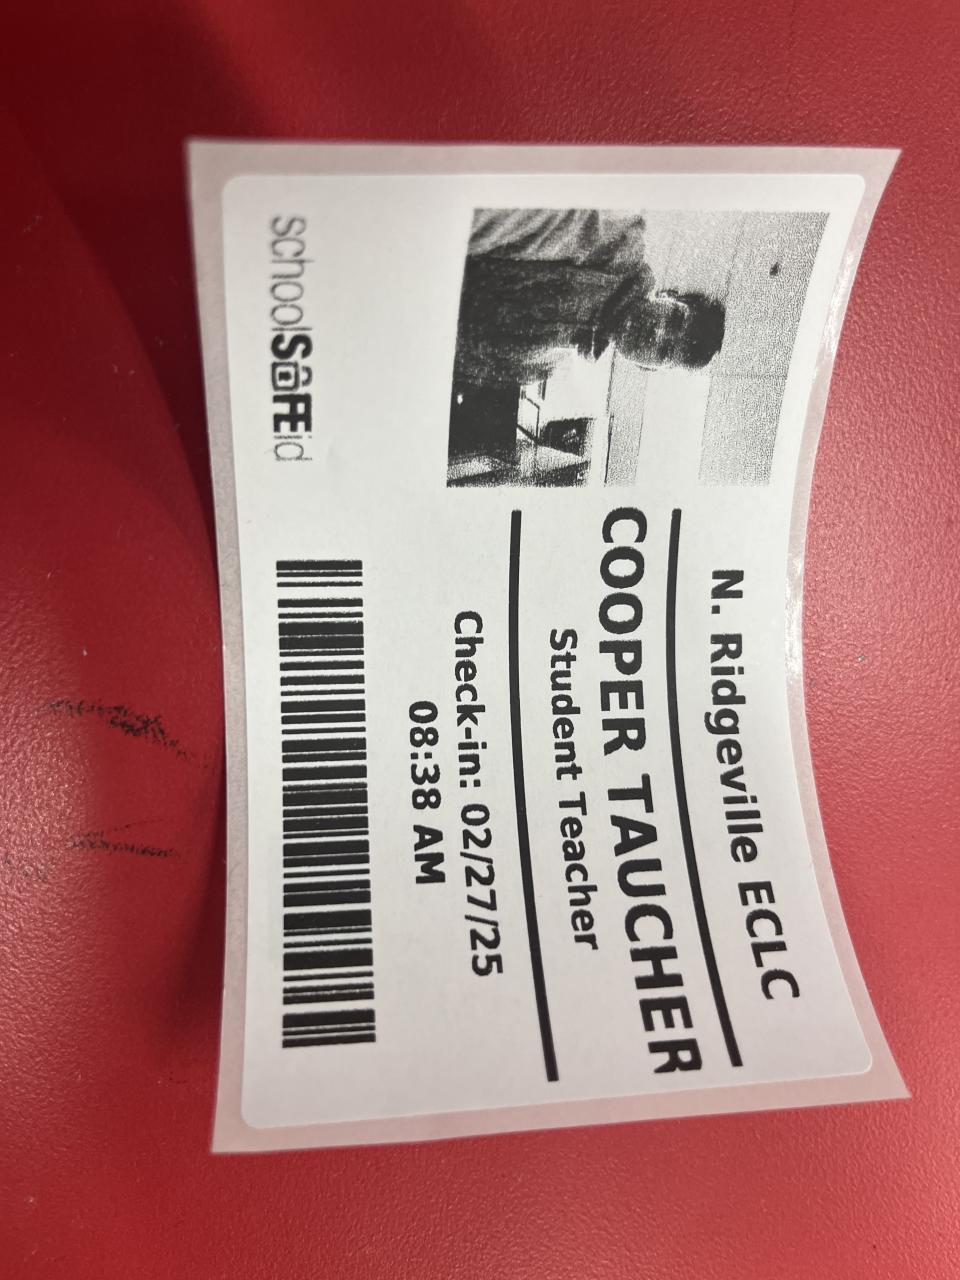 N. Ridgeville ECLC
COOPER TAUCHER
Student Teacher
Check-in: 02/27/25
08:38 AM
schoolSAFEid